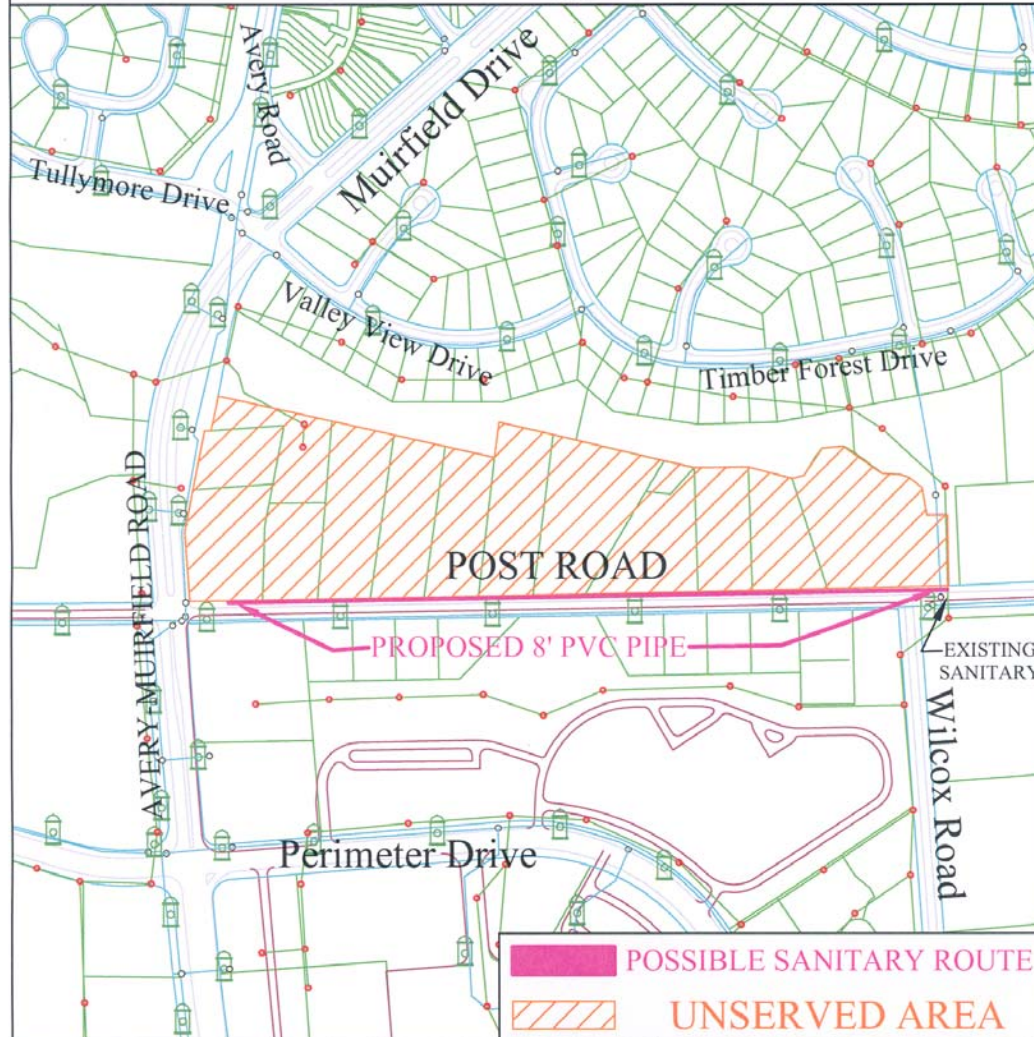 Avery Road
Muirfield Drive
Tullymore Drive
Valley View Drive
Timber Forest Drive
AVERY-MUIRFIELD ROAD
POST ROAD
PROPOSED 8' PVC PIPE
EXISTING
SANITARY
Wilcox Road
Perimeter Drive
POSSIBLE SANITARY ROUTE
UNSERVED AREA